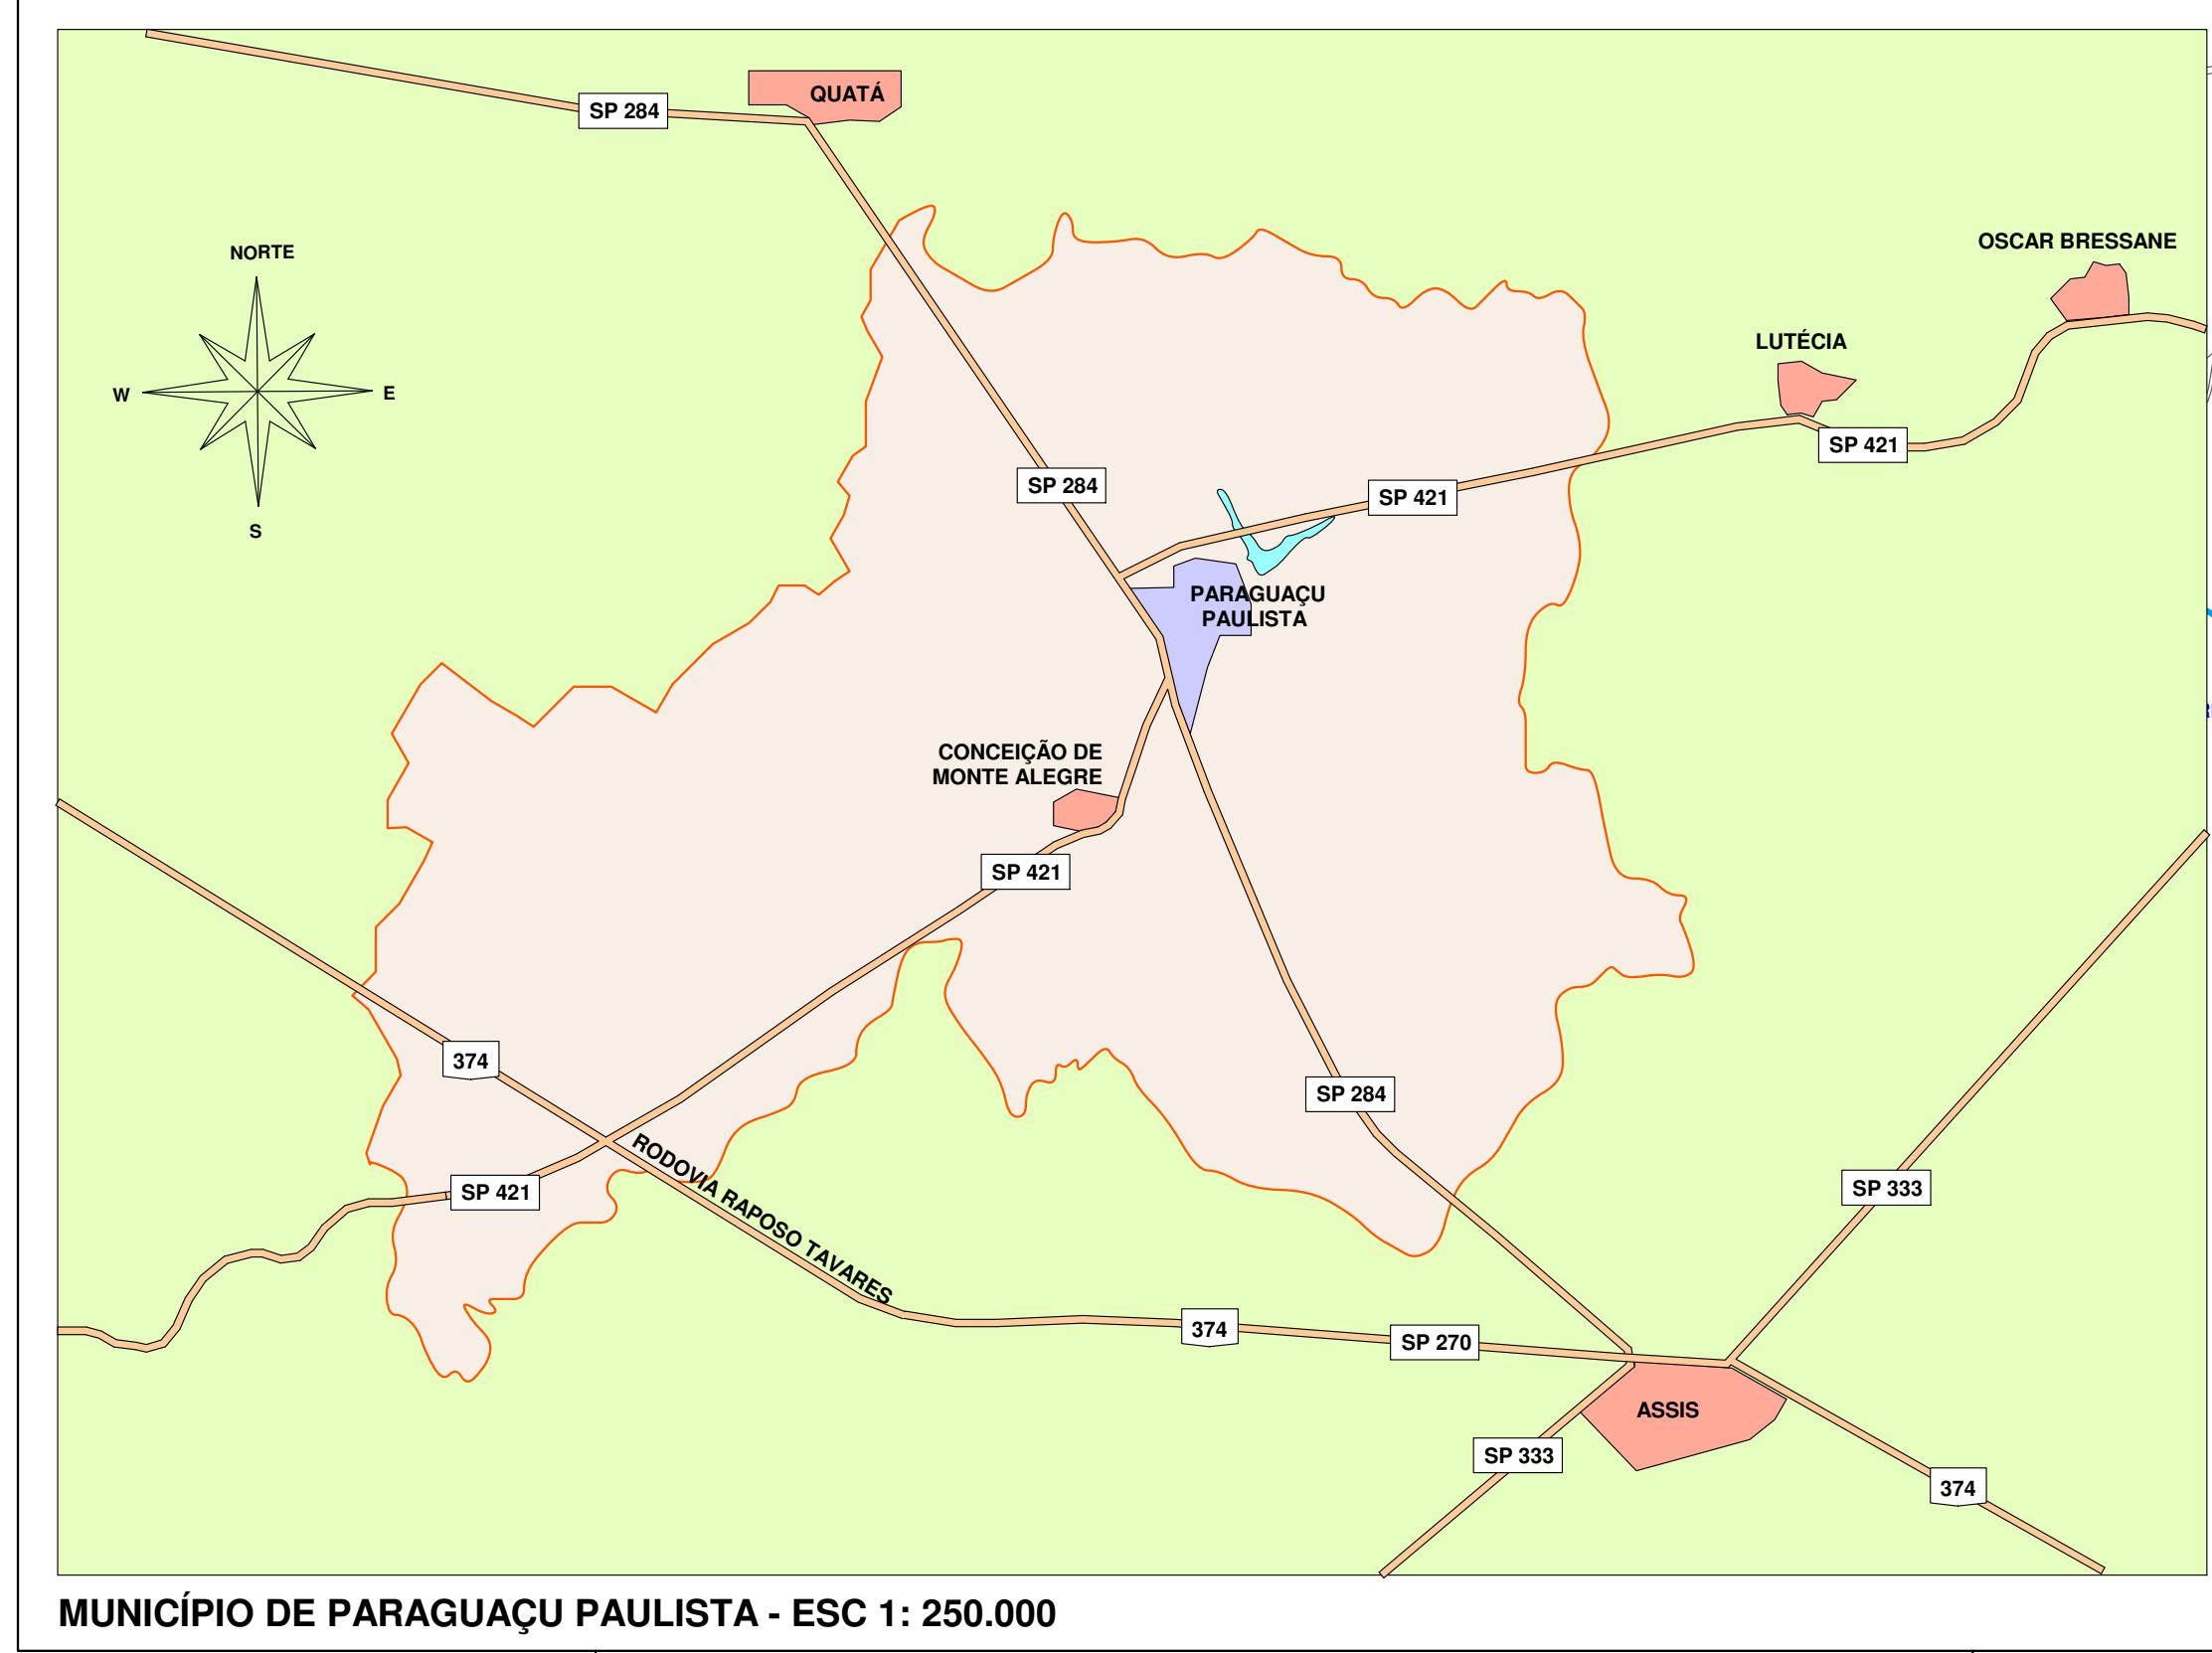 QUATÁ
SP 284
OSCAR BRESSANE
NORTE
LUTÉCIA
W
E
SP 421
SP 284
SP 421
S
PARAGUAÇU
PAULISTA
CONCEIÇÃO DE
MONTE ALEGRE
SP 421
374
SP 284
RODOVIA RAPOSO TAVARES
SP 333
SP 421
374
SP 270
ASSIS
SP 333
374
MUNICÍPIO DE PARAGUAÇU PAULISTA - ESC 1: 250.000